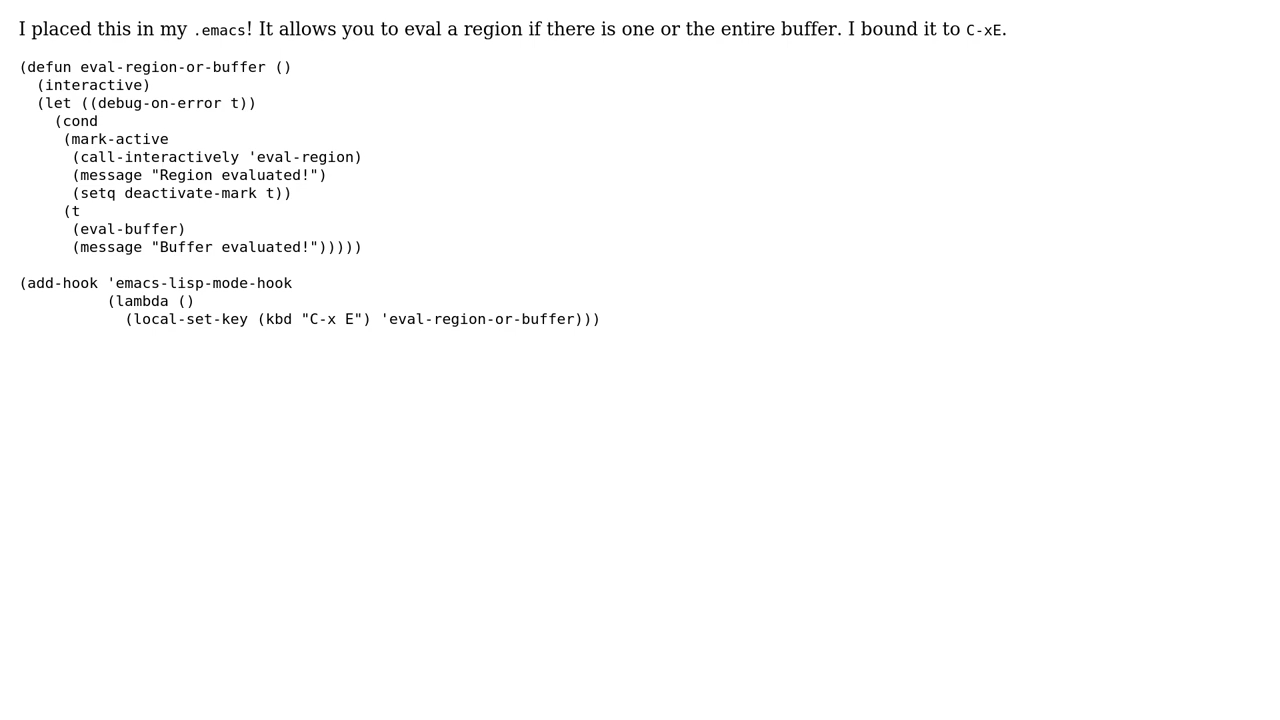 I placed this in my .emacs! It allows you to eval a region if there is one or the entire buffer. I bound it to C-xE.
(defun eval-region-or-buffer ()
  (interactive)
  (let ((debug-on-error t))
    (cond
     (mark-active
      (call-interactively 'eval-region)
      (message "Region evaluated!")
      (setq deactivate-mark t))
     (t
      (eval-buffer)
      (message "Buffer evaluated!")))))

(add-hook 'emacs-lisp-mode-hook
          (lambda ()
            (local-set-key (kbd "C-x E") 'eval-region-or-buffer)))